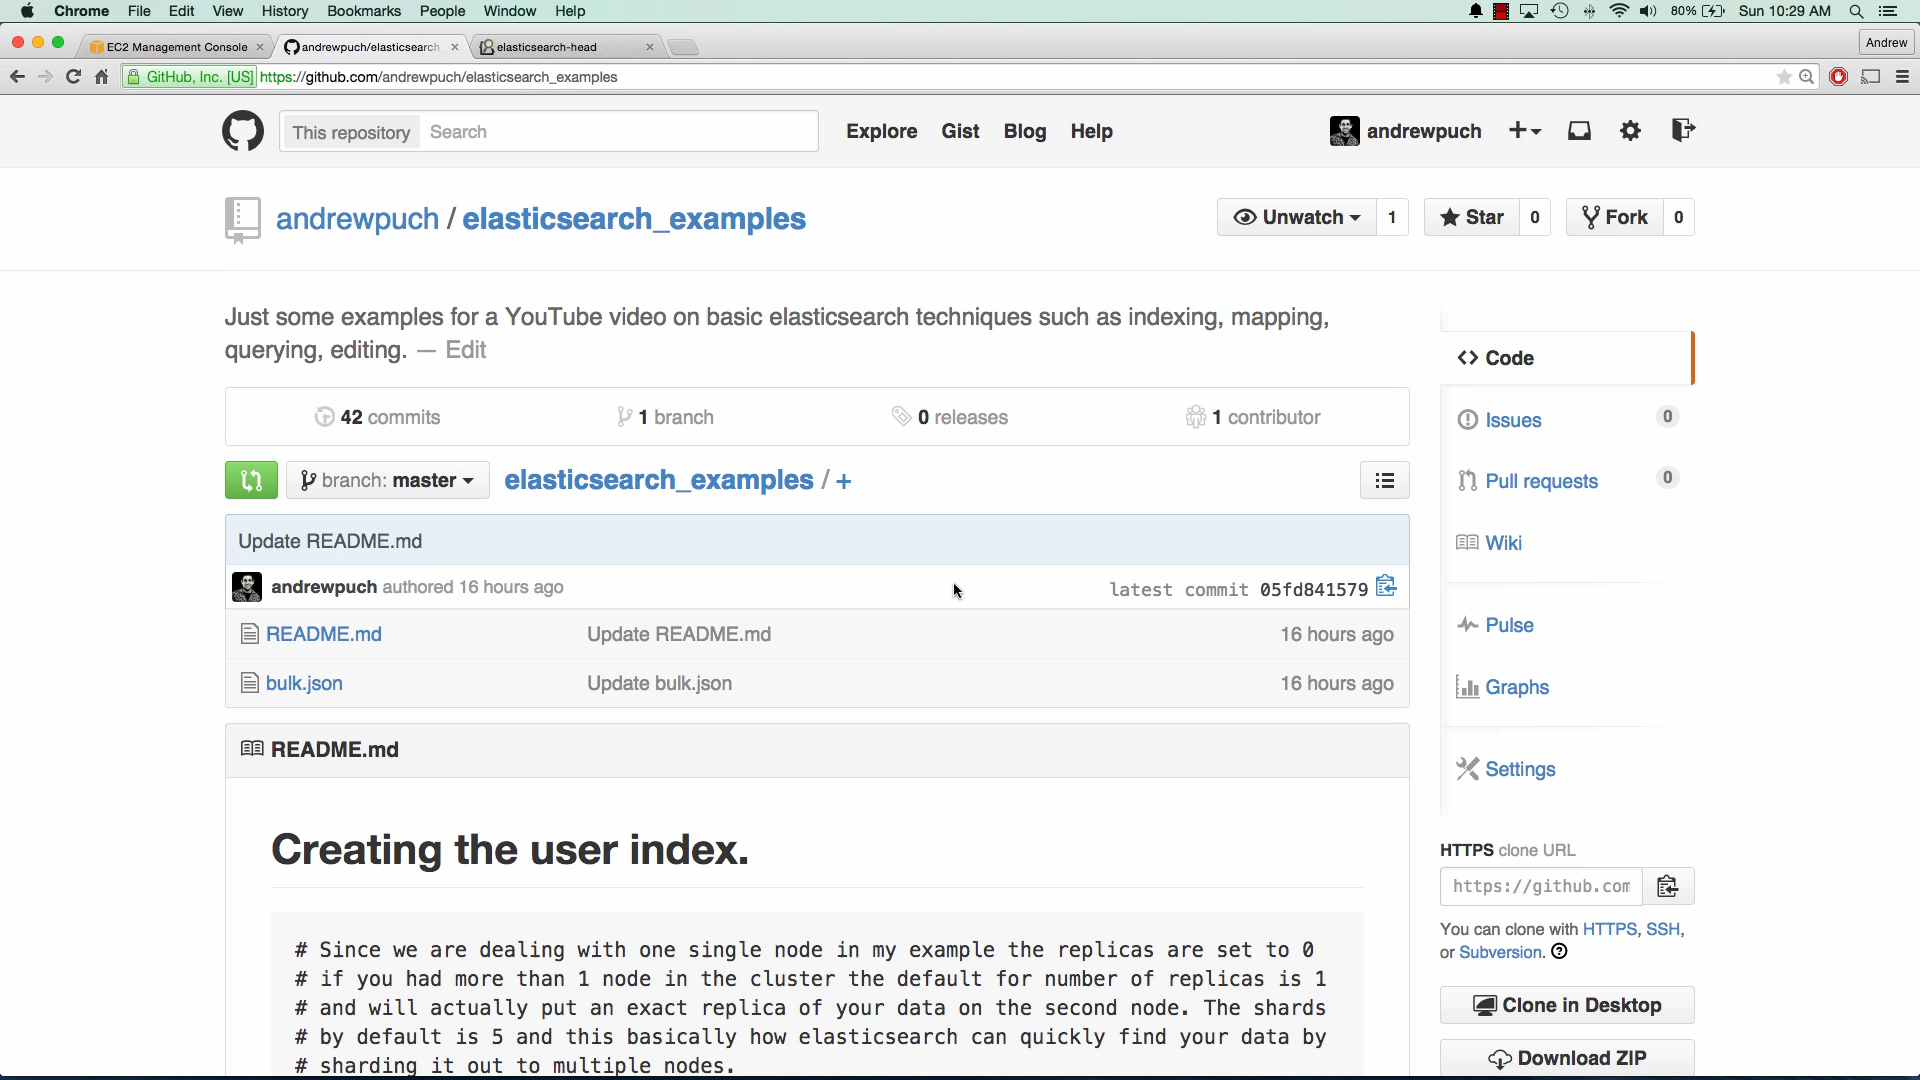 Chrome File Edit View History Bookmarks People Window Help 80% Sun 10:29 AM
EC2 Management Console andrewpuch/elasticsearch elasticsearch-head Andrew
GitHub, Inc. [US] https://github.com/andrewpuch/elasticsearch_examples
This repository Search Explore Gist Blog Help andrewpuch
andrewpuch / elasticsearch_examples Unwatch 1 Star 0 Fork 0
Just some examples for a YouTube video on basic elasticsearch techniques such as indexing, mapping,
querying, editing. — Edit
Code
42 commits 1 branch 0 releases 1 contributor
Issues 0
branch: master elasticsearch_examples / +
Pull requests 0
Update README.md
Wiki
andrewpuch authored 16 hours ago latest commit 05fd841579
README.md Update README.md 16 hours ago
Pulse
bulk.json Update bulk.json 16 hours ago
Graphs
README.md
Settings
Creating the user index.
HTTPS clone URL
https://github.com
You can clone with HTTPS, SSH,
or Subversion.
Clone in Desktop
Download ZIP
# Since we are dealing with one single node in my example the replicas are set to 0
# if you had more than 1 node in the cluster the default for number of replicas is 1
# and will actually put an exact replica of your data on the second node. The shards
# by default is 5 and this basically how elasticsearch can quickly find your data by
# sharding it out to multiple nodes.